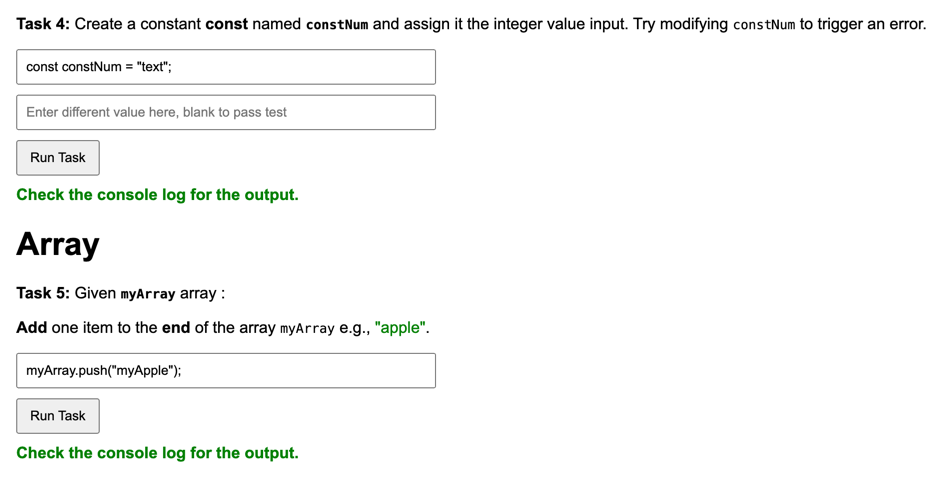 Task 4: Create a constant const named constNum and assign it the integer value input. Try modifying constNum to trigger an error.
const constNum = "text";
Enter different value here, blank to pass test
Run Task
Check the console log for the output.
Array
Task 5: Given myArray array :
Add one item to the end of the array myArray e.g., "apple".
myArray.push("myApple");
Run Task
Check the console log for the output.